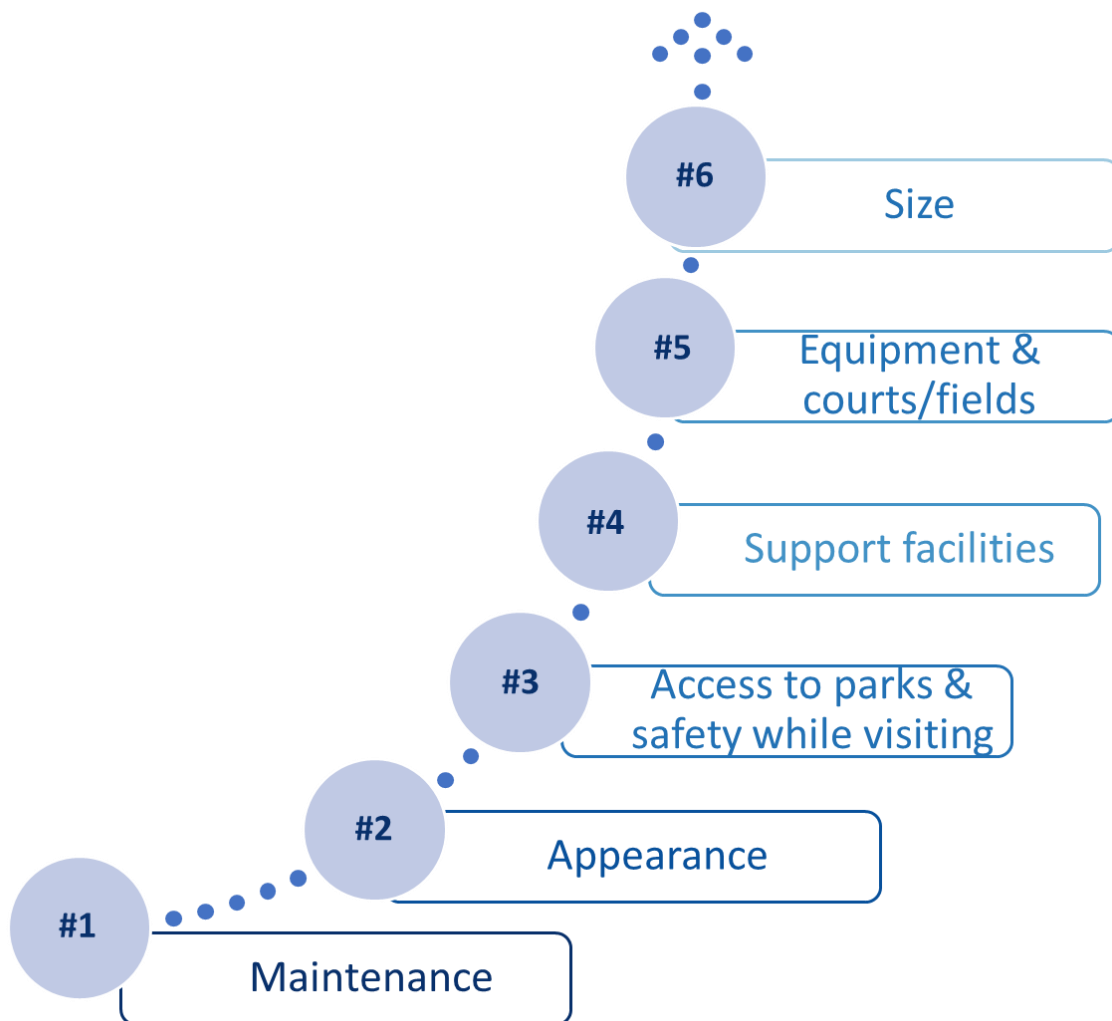 #6
Size
#5
Equipment &
courts/fields
#4
Support facilities
#3
Access to parks &
safety while visiting
#2
Appearance
#1
Maintenance